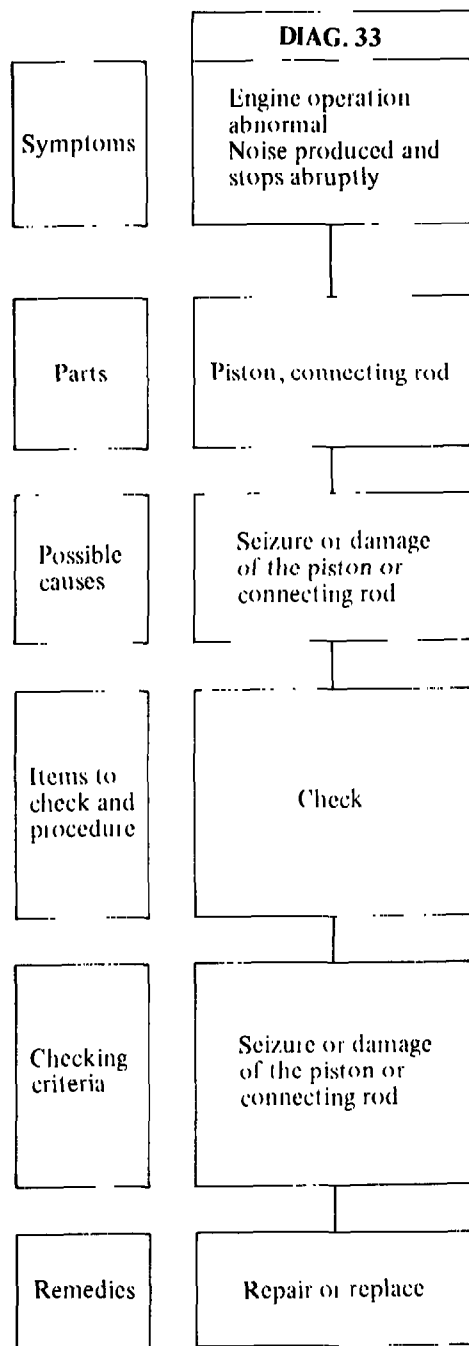 DIAG. 33
Symptoms
Engine operation
abnormal
Noise produced and
stops abruptly
Parts
Piston, connecting rod
Possible
causes
Seizure or damage
of the piston or
connecting rod
Items to
check and
procedure
Check
Checking
criteria
Seizure or damage
of the piston or
connecting rod
Remedies
Repair or replace